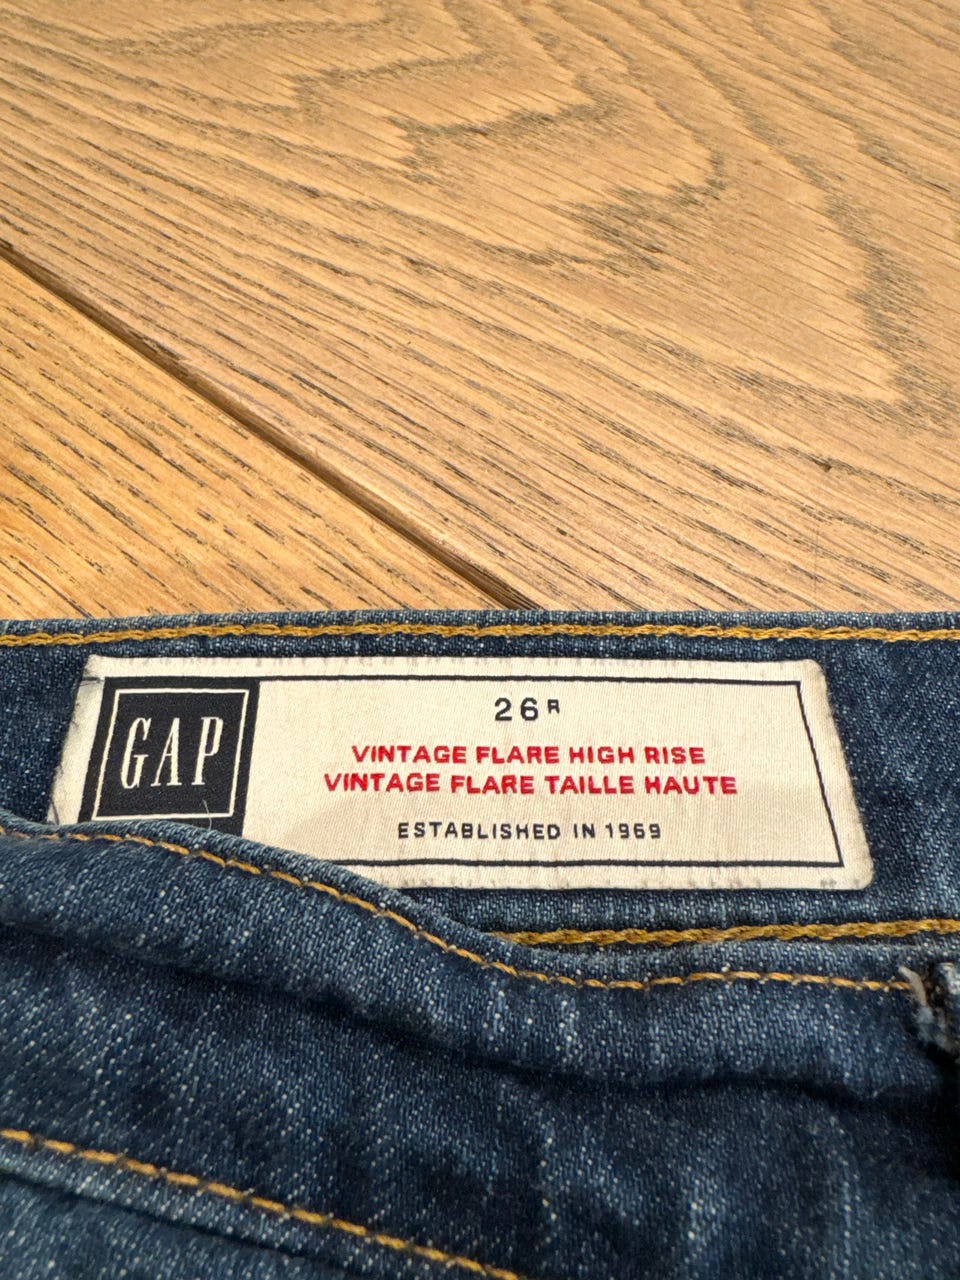 GAP
26R
VINTAGE FLARE HIGH RISE
VINTAGE FLARE TAILLE HAUTE
ESTABLISHED IN 1969